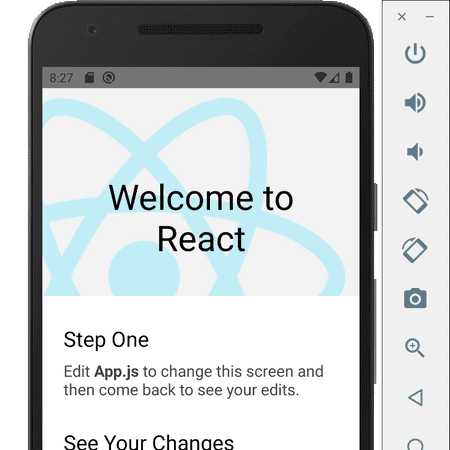 8:27
Welcome to
React
Step One
Edit App.js to change this screen and
then come back to see your edits.
See Your Changes